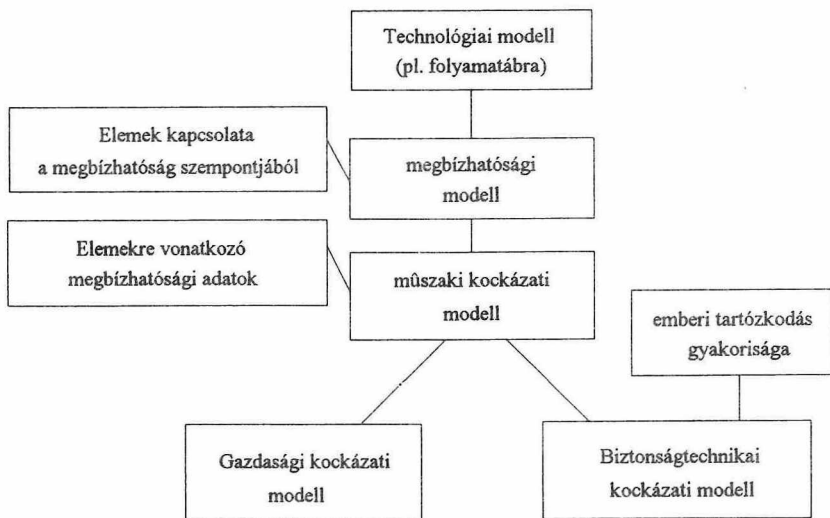 Technológiai modell
(pl. folyamatábra)
Elemek kapcsolata
a megbízhatóság szempontjából
megbízhatósági
modell
Elemekre vonatkozó
megbízhatósági adatok
mûszaki kockázati
modell
emberi tartózkodás
gyakorisága
Gazdasági kockázati
modell
Biztonságtechnikai
kockázati modell